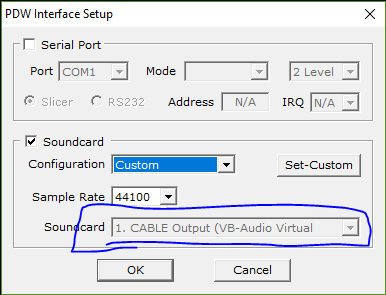 PDW Interface Setup
Serial Port
Port COM1 Mode 2 Level
Slicer RS232 Address N/A IRQ N/A
Soundcard
Configuration Custom Set-Custom
Sample Rate 44100
Soundcard 1. CABLE Output (VB-Audio Virtual
OK Cancel